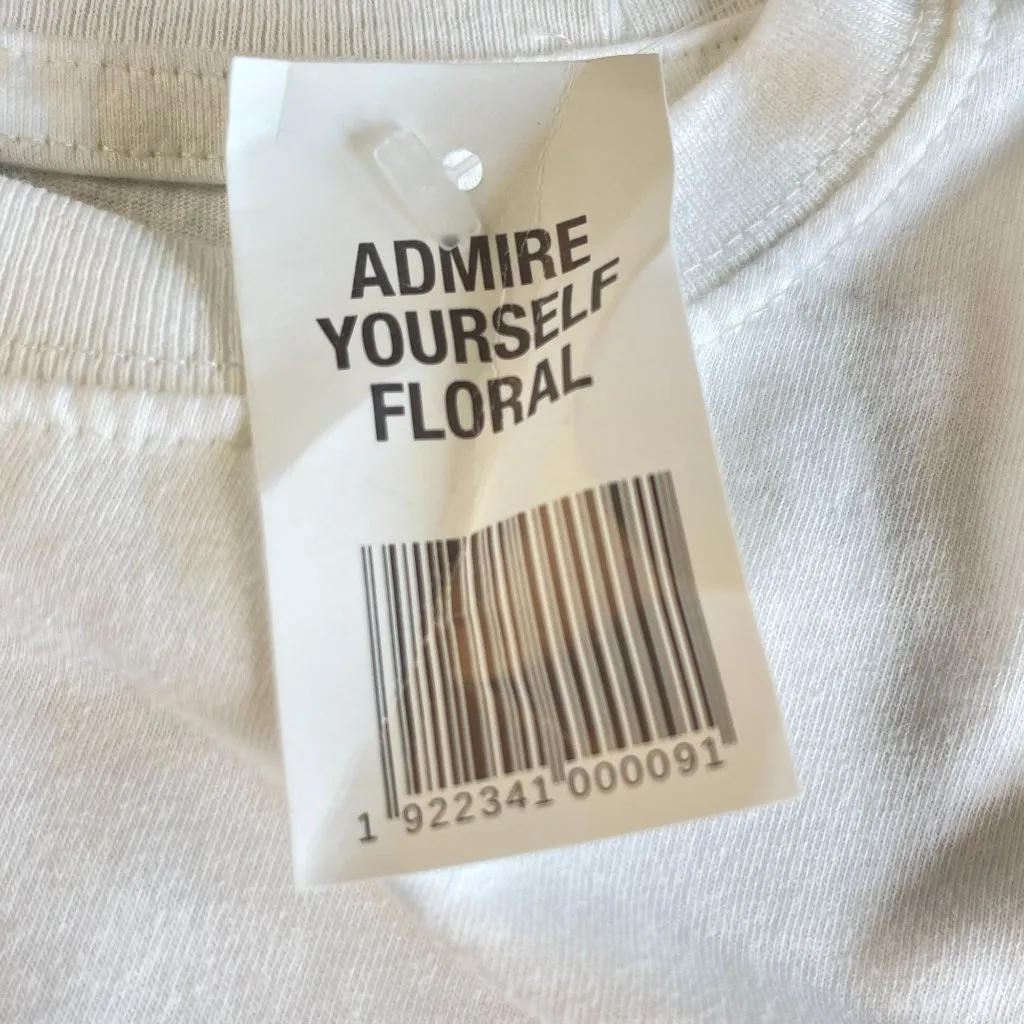 ADMIRE
YOURSELF
FLORAL
1 922341 000091